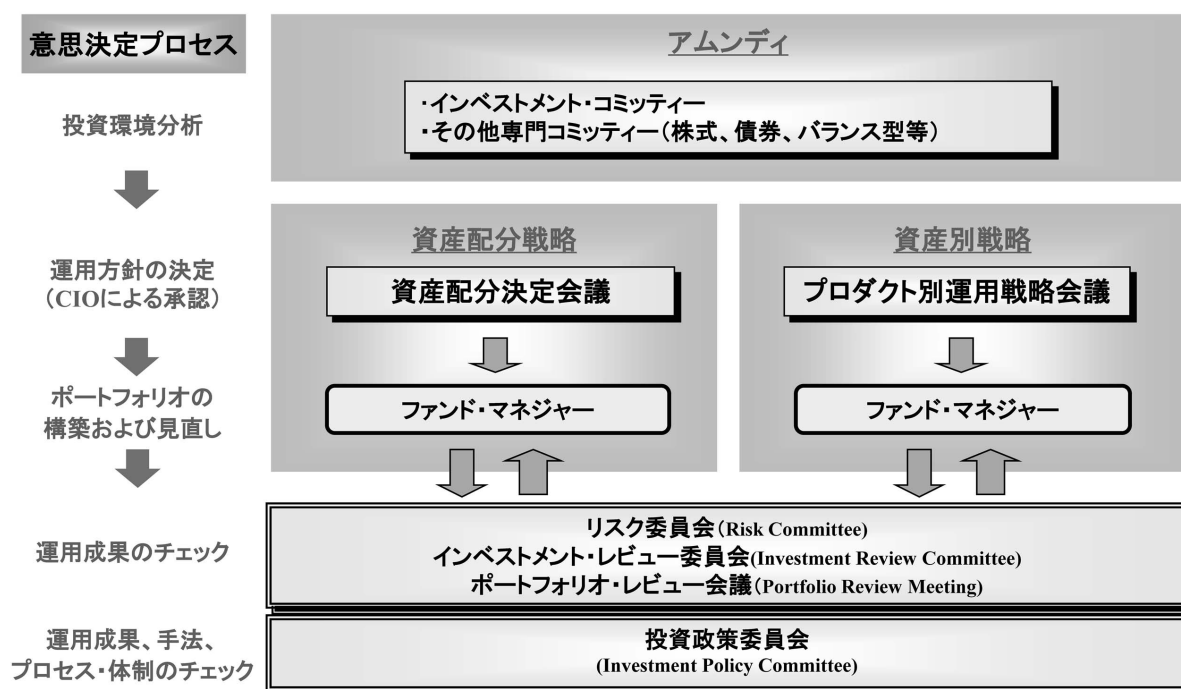 意思決定プロセス
アムンディ
・インベストメント・コミッティー
・その他専門コミッティー(株式、債券、バランス型等)
投資環境分析
資産配分戦略
資産別戦略
運用方針の決定
(CIOによる承認)
資産配分決定会議
プロダクト別運用戦略会議
ポートフォリオの
構築および見直し
ファンド・マネジャー
ファンド・マネジャー
運用成果のチェック
リスク委員会(Risk Committee)
インベストメント・レビュー委員会(Investment Review Committee)
ポートフォリオ・レビュー会議(Portfolio Review Meeting)
運用成果、手法、
プロセス・体制のチェック
投資政策委員会
(Investment Policy Committee)